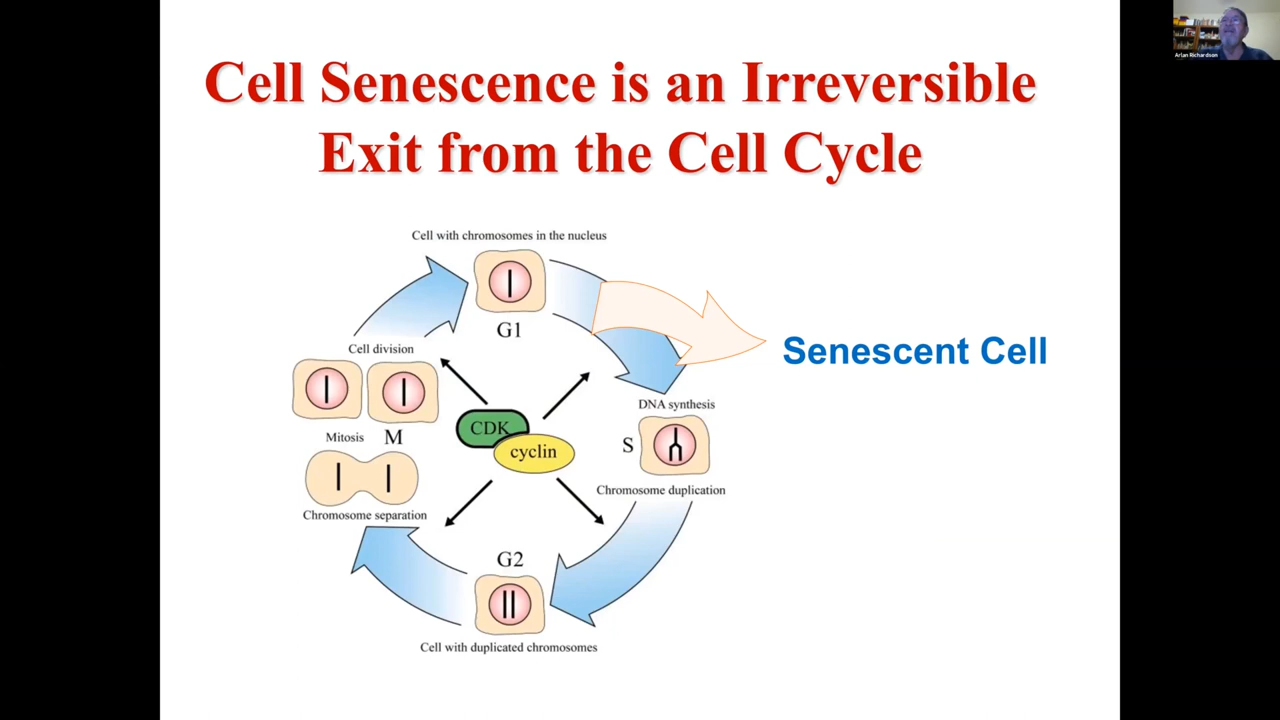 Arlan Richardson
Cell Senescence is an Irreversible
Exit from the Cell Cycle
Cell with chromosomes in the nucleus
G1
Senescent Cell
Cell division
DNA synthesis
CDK
cyclin
Mitosis M
S
Chromosome duplication
Chromosome separation
G2
Cell with duplicated chromosomes